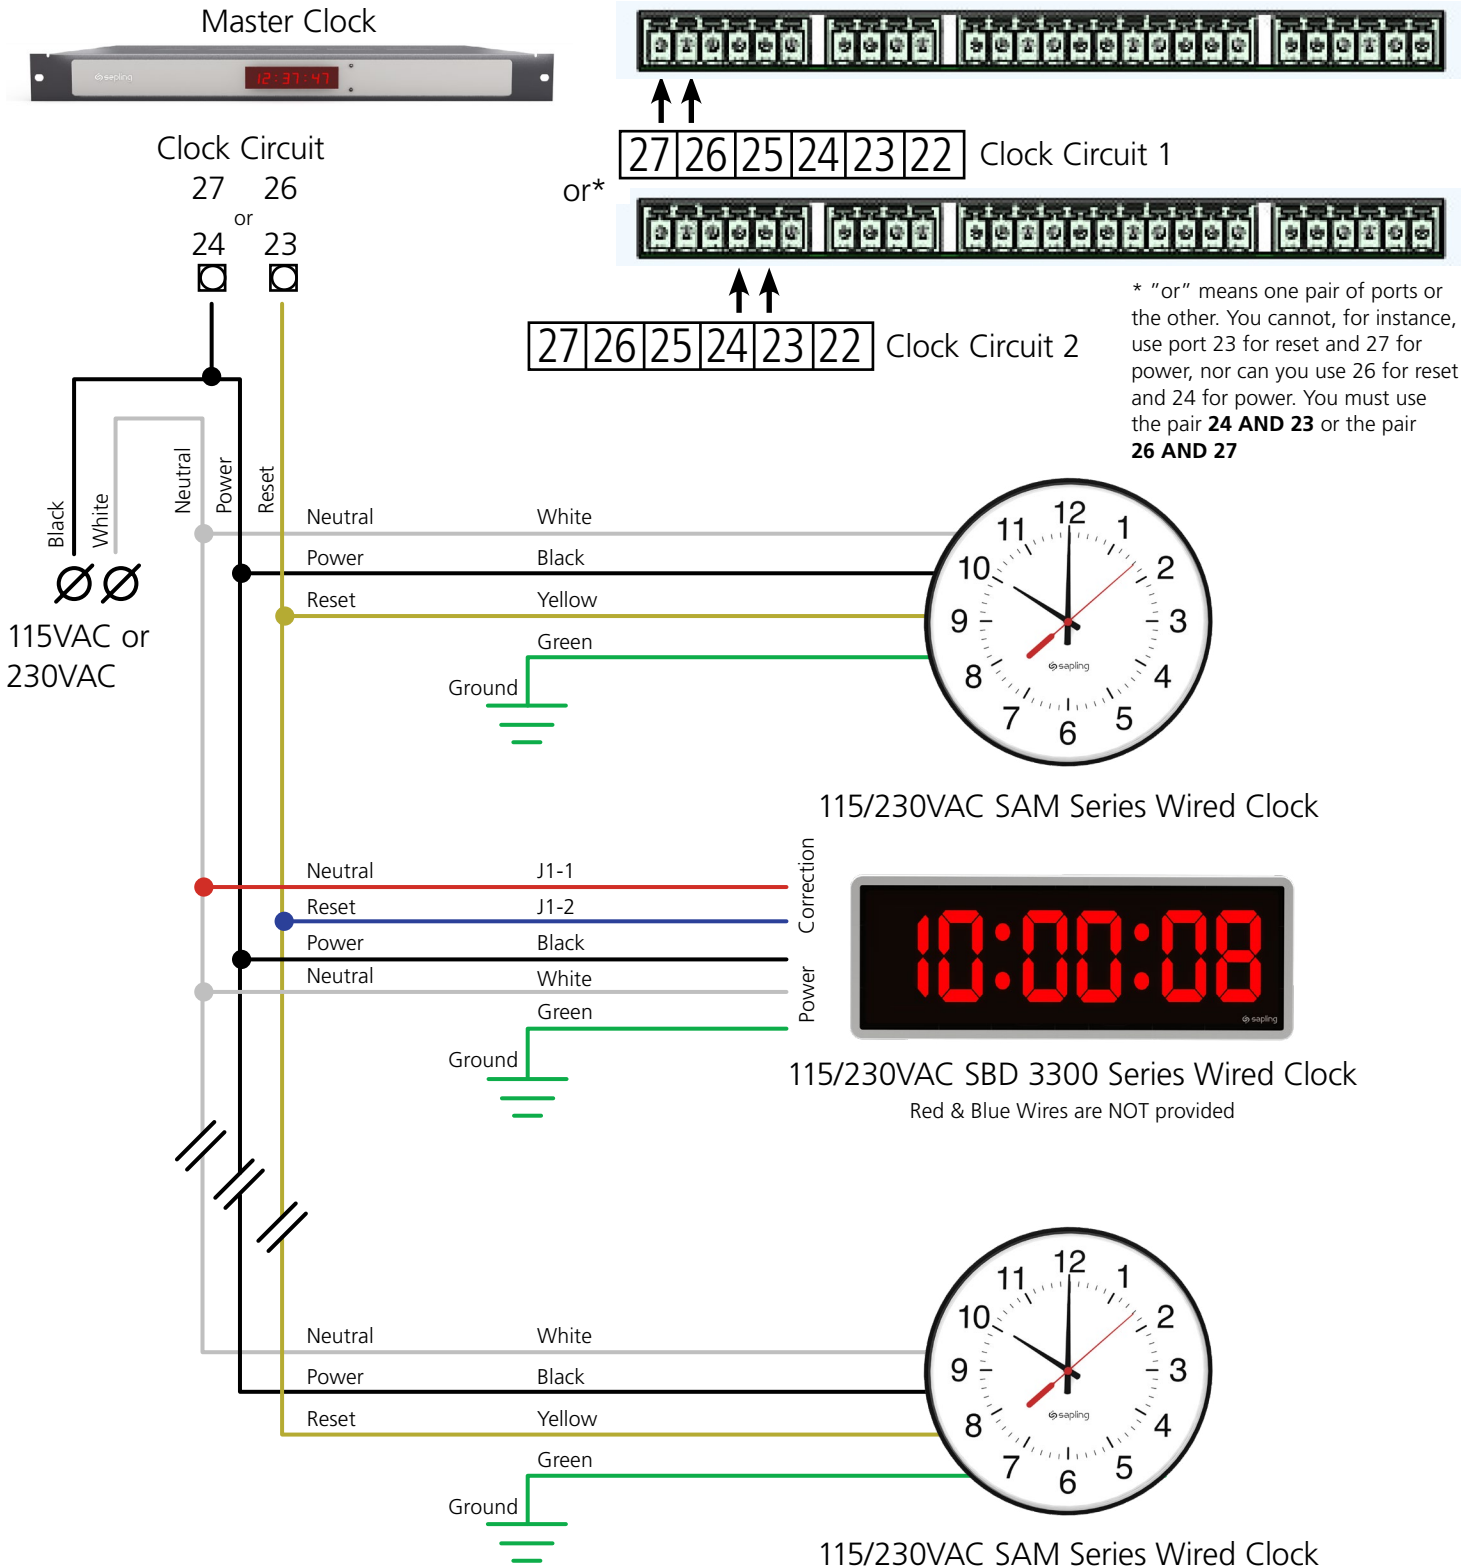 Master Clock
sapling
12:37:47
27 26 25 24 23 22 Clock Circuit 1
or*
27 26 25 24 23 22 Clock Circuit 2
* "or" means one pair of ports or
the other. You cannot, for instance,
use port 23 for reset and 27 for
power, nor can you use 26 for reset
and 24 for power. You must use
the pair 24 AND 23 or the pair
26 AND 27
Clock Circuit
27 26
or
24 23
Black
White
Neutral
Power
Reset
115VAC or
230VAC
Neutral White
Power Black
Reset Yellow
Green
Ground
12
1
2
3
4
5
6
7
8
9
10
11
sapling
115/230VAC SAM Series Wired Clock
Neutral J1-1
Reset J1-2
Power Black
Neutral White
Green
Ground
Correction
Power
10:00:08
sapling
115/230VAC SBD 3300 Series Wired Clock
Red & Blue Wires are NOT provided
Neutral White
Power Black
Reset Yellow
Green
Ground
12
1
2
3
4
5
6
7
8
9
10
11
sapling
115/230VAC SAM Series Wired Clock